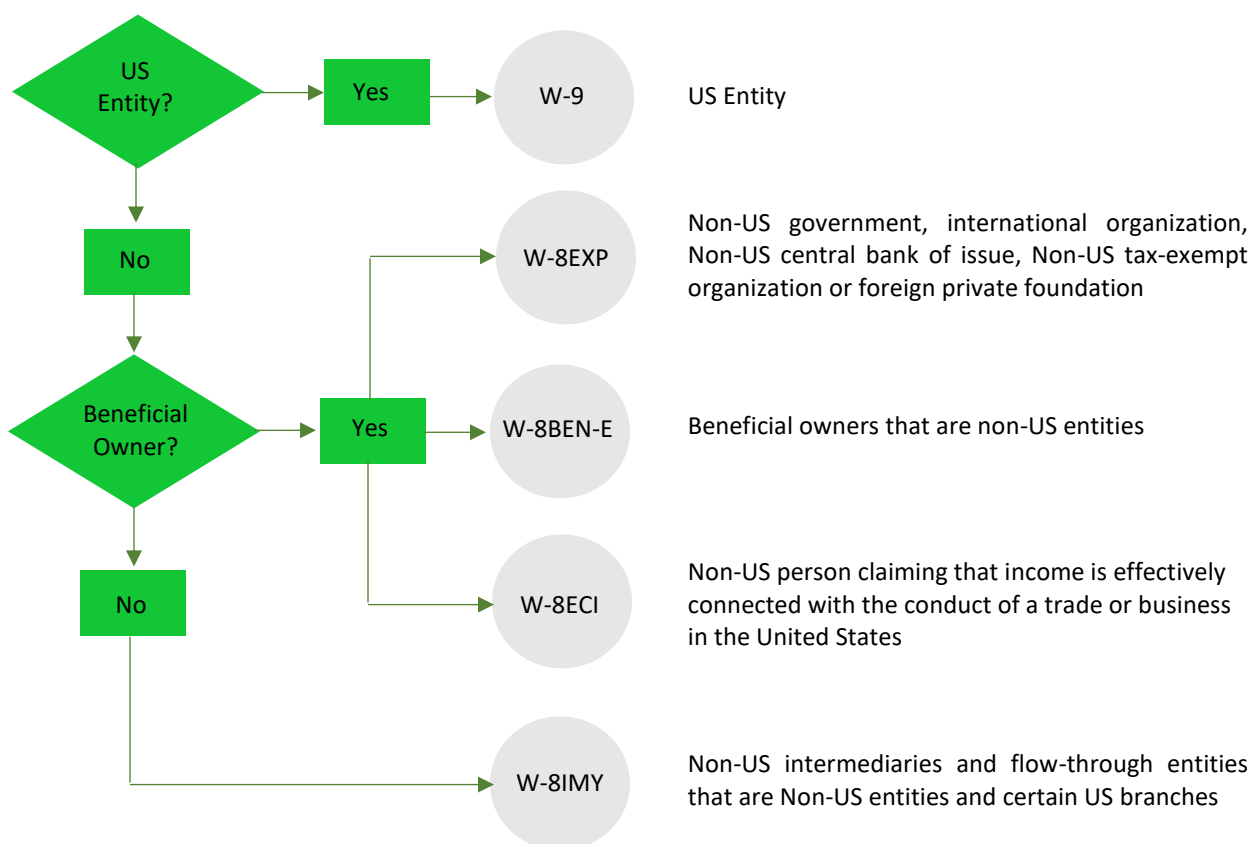 US
Entity?
Yes
W-9
US Entity
No
W-8EXP
Non-US government, international organization,
Non-US central bank of issue, Non-US tax-exempt
organization or foreign private foundation
Beneficial
Owner?
Yes
W-8BEN-E
Beneficial owners that are non-US entities
No
W-8ECI
Non-US person claiming that income is effectively
connected with the conduct of a trade or business
in the United States
W-8IMY
Non-US intermediaries and flow-through entities
that are Non-US entities and certain US branches